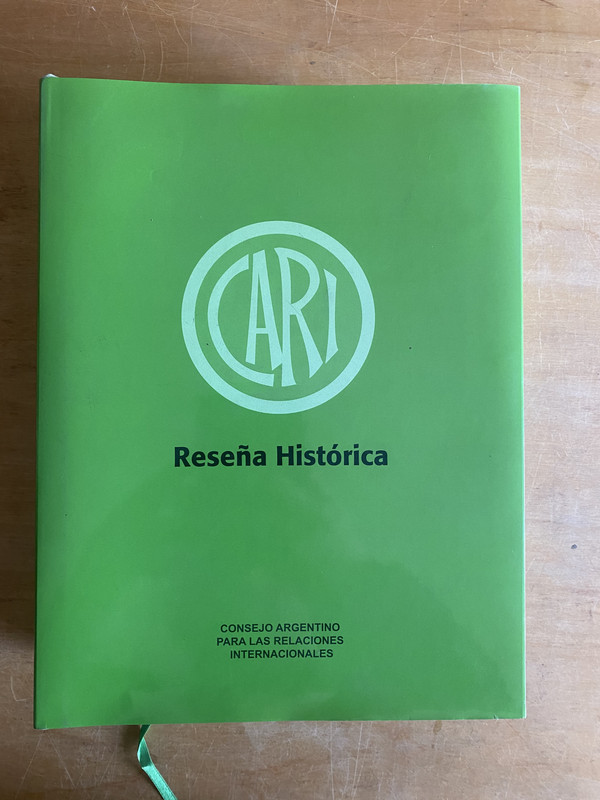 CARI
Reseña Histórica
CONSEJO ARGENTINO
PARA LAS RELACIONES
INTERNACIONALES